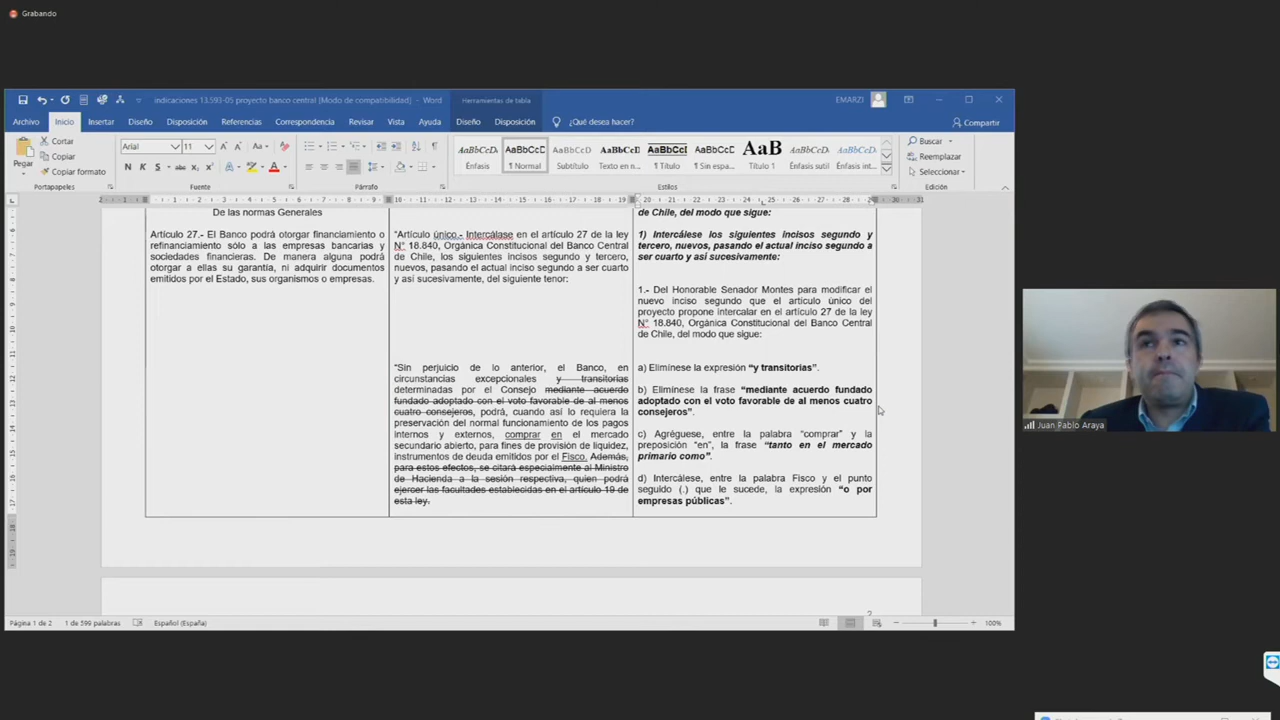 Grabando
indicaciones 13.593-05 proyecto banco central [Modo de compatibilidad] - Word
Herramientas de tabla
EMARZI
Archivo Inicio Insertar Diseño Disposición Referencias Correspondencia Revisar Vista Ayuda Diseño Disposición ¿Qué desea hacer? Compartir
Pegar
Cortar
Copiar
Copiar formato
Portapapeles
Arial 11
N K S
Fuente
Párrafo
AaBbCcD AaBbCcD AaBbCcC AaBbCcD AaBbCcC AaBbCcC AaB AaBbCcD AaBbCcD
Énfasis ¶ Normal Subtítulo Texto en n... ¶ Título ¶ Sin espa... Título 1 Énfasis sutil Énfasis int...
Estilos
Buscar
Reemplazar
Seleccionar
Edición
De las normas Generales
Artículo 27.- El Banco podrá otorgar financiamiento o
refinanciamiento sólo a las empresas bancarias y
sociedades financieras. De manera alguna podrá
otorgar a ellas su garantía, ni adquirir documentos
emitidos por el Estado, sus organismos o empresas.
"Artículo único.- Intercálase en el artículo 27 de la ley
N° 18.840, Orgánica Constitucional del Banco Central
de Chile, los siguientes incisos segundo y tercero,
nuevos, pasando el actual inciso segundo a ser cuarto
y así sucesivamente, del siguiente tenor:
"Sin perjuicio de lo anterior, el Banco, en
circunstancias excepcionales y transitorias
determinadas por el Consejo mediante acuerdo
fundado adoptado con el voto favorable de al menos
cuatro consejeros, podrá, cuando así lo requiera la
preservación del normal funcionamiento de los pagos
internos y externos, comprar en el mercado
secundario abierto, para fines de provisión de liquidez,
instrumentos de deuda emitidos por el Fisco. Además,
para estos efectos, se citará especialmente al Ministro
de Hacienda a la sesión respectiva, quien podrá
ejercer las facultades establecidas en el artículo 19 de
esta ley.
de Chile, del modo que sigue:
1) Intercálese los siguientes incisos segundo y
tercero, nuevos, pasando el actual inciso segundo a
ser cuarto y así sucesivamente:
1.- Del Honorable Senador Montes para modificar el
nuevo inciso segundo que el artículo único del
proyecto propone intercalar en el artículo 27 de la ley
N° 18.840, Orgánica Constitucional del Banco Central
de Chile, del modo que sigue:
a) Elimínese la expresión "y transitorias".
b) Elimínese la frase "mediante acuerdo fundado
adoptado con el voto favorable de al menos cuatro
consejeros".
c) Agréguese, entre la palabra "comprar" y la
preposición "en", la frase "tanto en el mercado
primario como".
d) Intercálese, entre la palabra Fisco y el punto
seguido (.) que le sucede, la expresión "o por
empresas públicas".
Juan Pablo Araya
Página 1 de 2 1 de 599 palabras Español (España) 100%